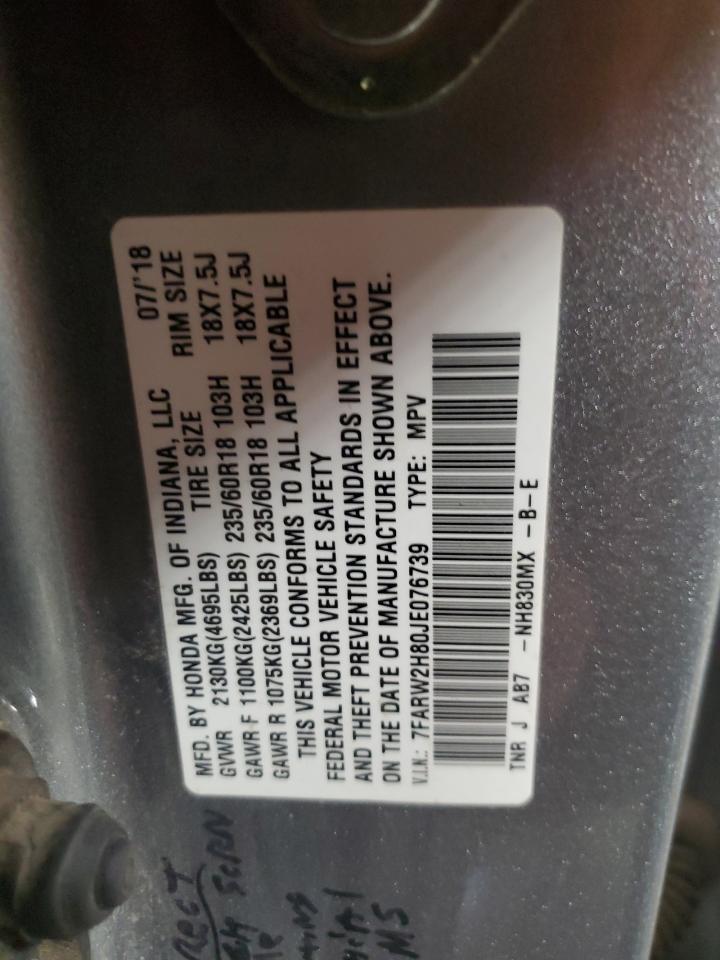 MFD. BY HONDA MFG. OF INDIANA, LLC 07/'18
TIRE SIZE RIM SIZE
GVWR 2130KG(4695LBS)
GAWR F 1100KG(2425LBS) 235/60R18 103H 18X7.5J
GAWR R 1075KG(2369LBS) 235/60R18 103H 18X7.5J
THIS VEHICLE CONFORMS TO ALL APPLICABLE
FEDERAL MOTOR VEHICLE SAFETY
AND THEFT PREVENTION STANDARDS IN EFFECT
ON THE DATE OF MANUFACTURE SHOWN ABOVE.
V.I.N.: 7FARW2H80JE076739 TYPE: MPV
TNR J AB7 -NH830MX -B-E